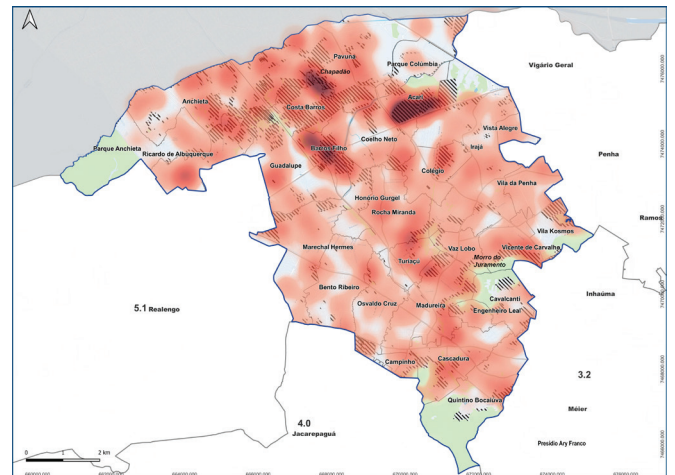 Pavuna
Parque Columbia
Vigário Geral
Chapadão
Anchieta
Costa Barros
Acari
Vista Alegre
Coelho Neto
Irajá
Parque Anchieta
Ricardo de Albuquerque
Barros Filho
Penha
Guadalupe
Colégio
Vila da Penha
Honório Gurgel
Rocha Miranda
Ramos
Vila Kosmos
Marechal Hermes
Vaz Lobo
Vicente de Carvalho
Turiaçu
Morro do
Juramento
Bento Ribeiro
Inhaúma
Cavalcanti
5.1 Realengo
Osvaldo Cruz
Madureira
Engenheiro Leal
Campinho
Cascadura
3.2
Quintino Bocaiuva
Méier
4.0
Jacarepaguá
Presídio Ary Franco
0 1 2 km